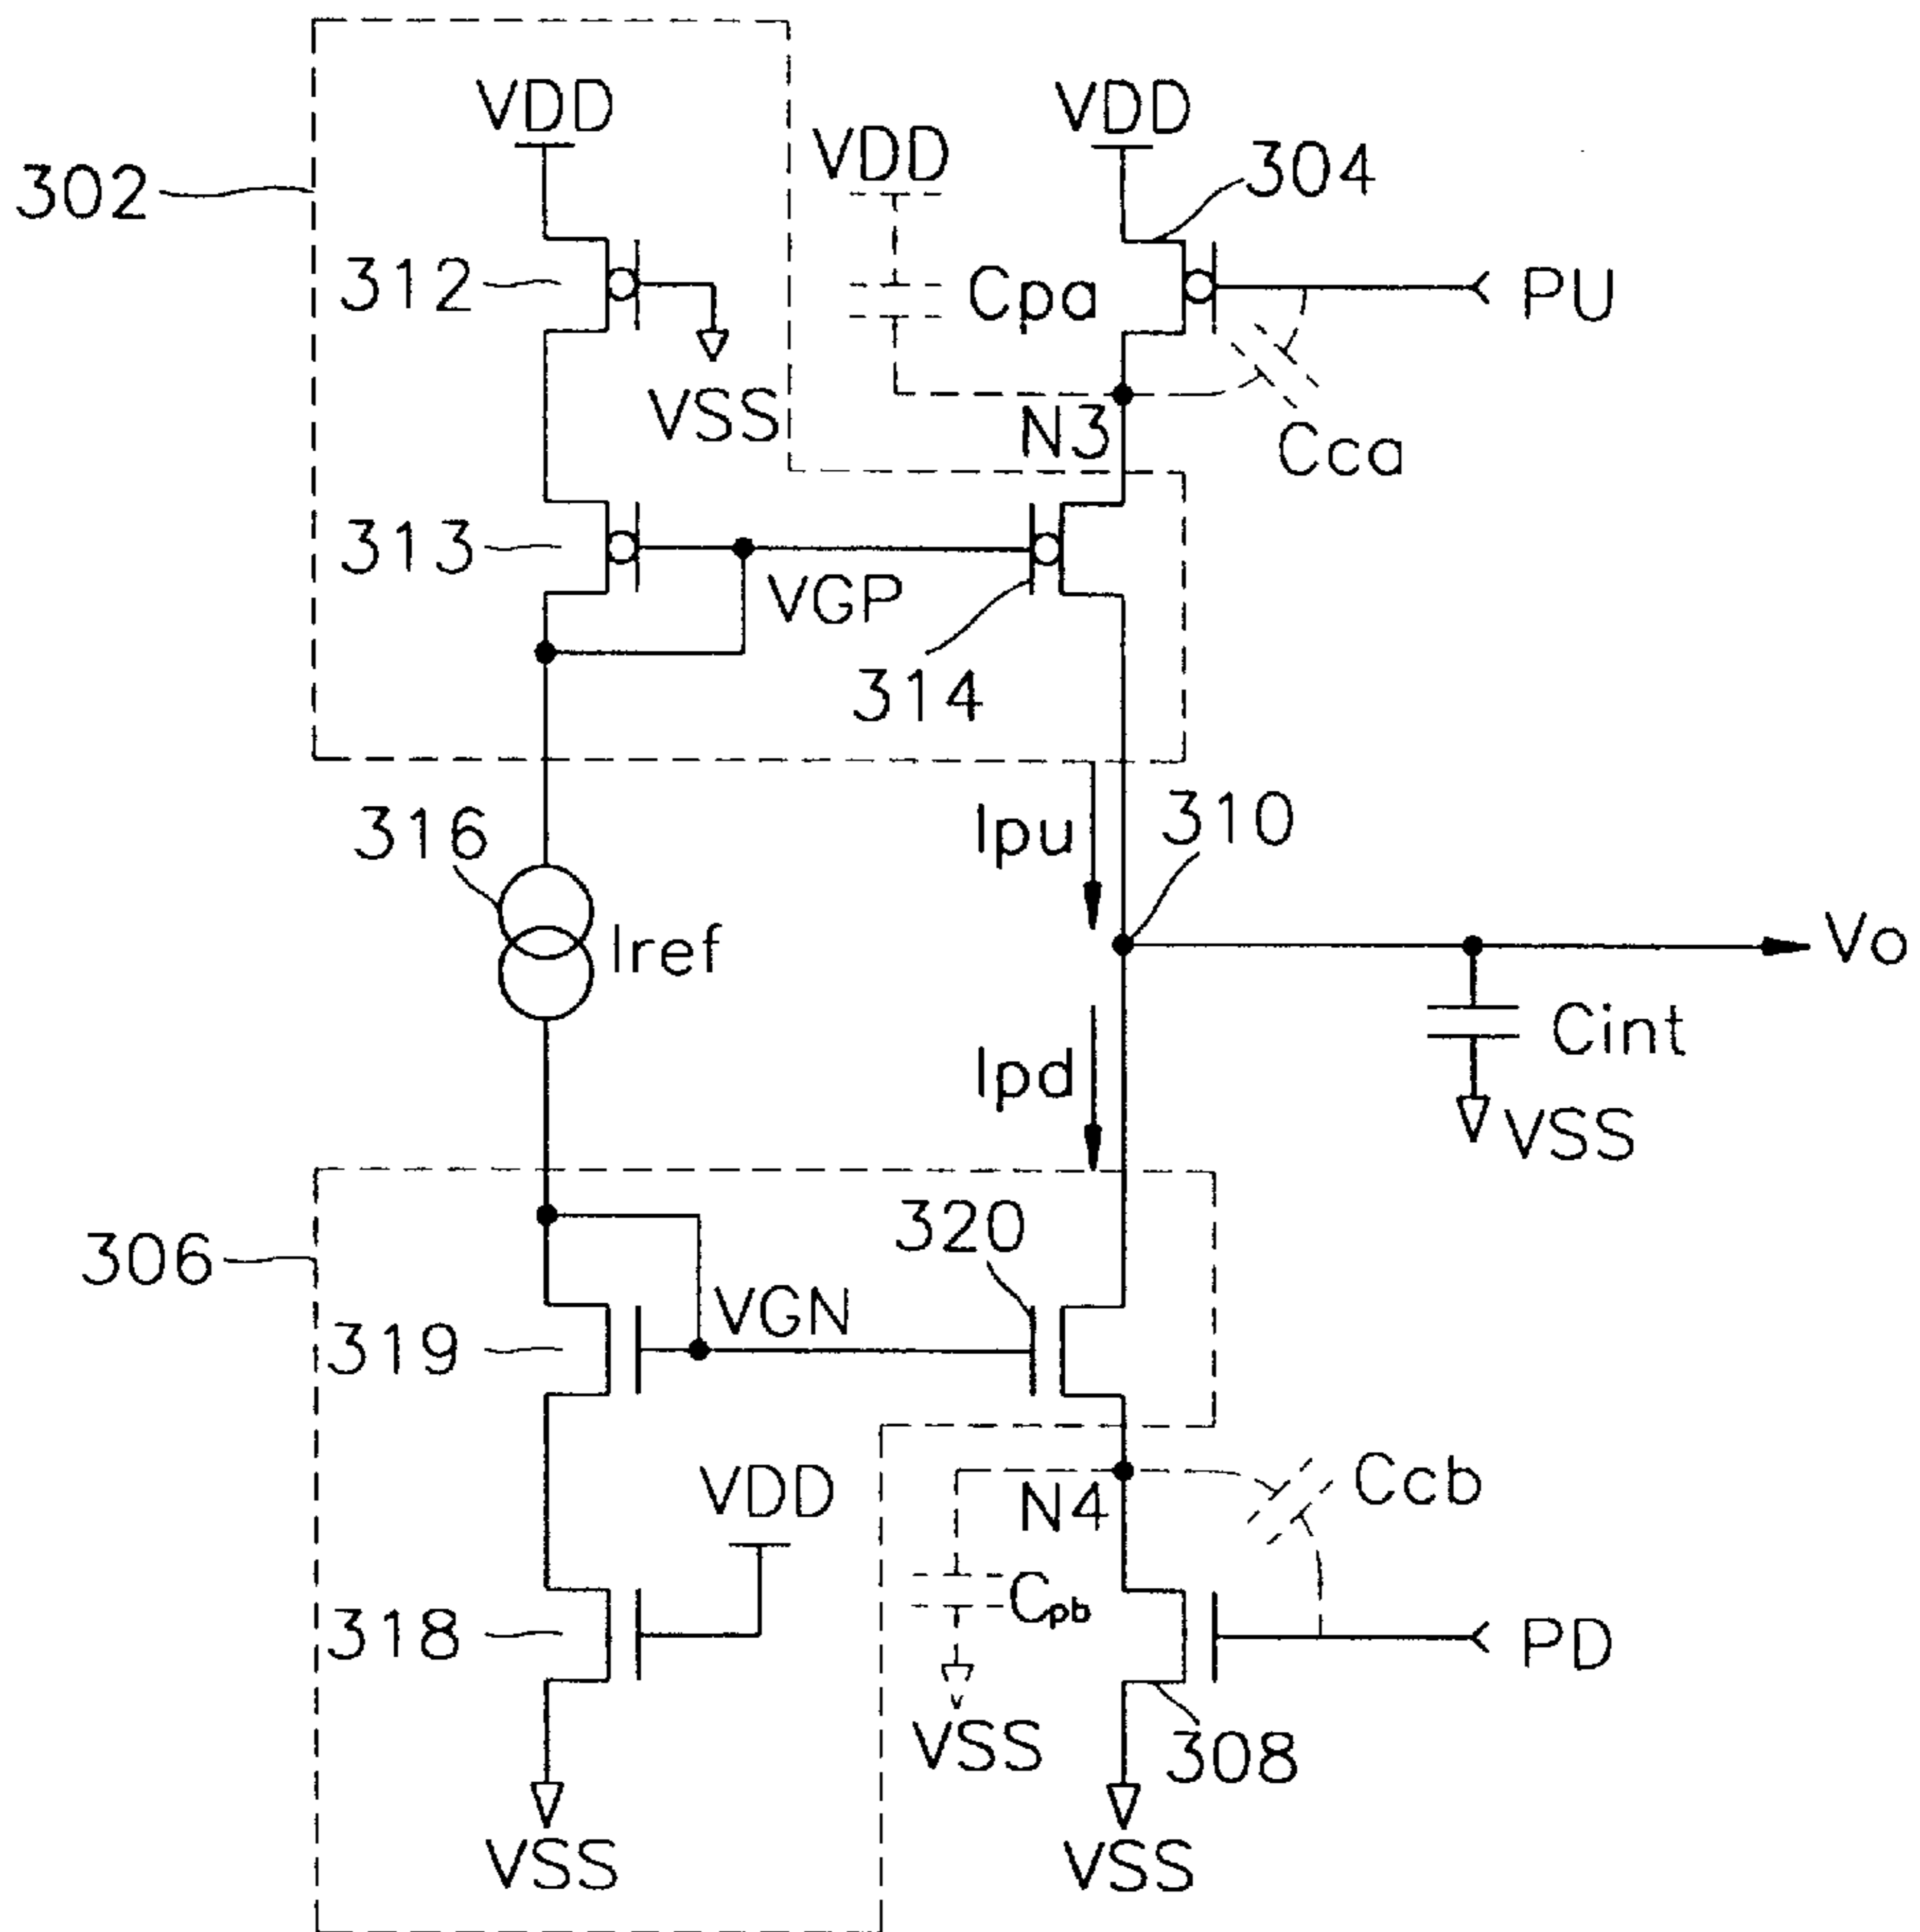 VDD
VDD
VDD
304
302
312
Cpa
PU
VSS
N3
Cca
313
VGP
314
316
Ipu
310
Iref
Vo
Cint
Ipd
VSS
320
306
VGN
319
VDD
N4
Ccb
Cpb
318
PD
VSS
308
VSS
VSS